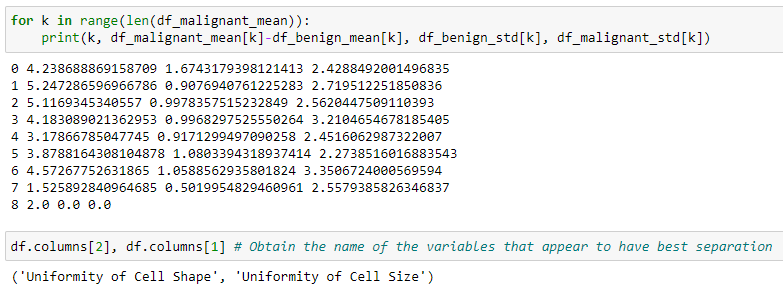 for k in range(len(df_malignant_mean)):
    print(k, df_malignant_mean[k]-df_benign_mean[k], df_benign_std[k], df_malignant_std[k])
0 4.238688869158709 1.6743179398121413 2.4288492001496835
1 5.247286596966786 0.9076940761225283 2.719512251850836
2 5.1169345340557 0.9978357515232849 2.5620447509110393
3 4.183089021362953 0.9968297525550264 3.2104654678185405
4 3.17866785047745 0.9171299497090258 2.4516062987322007
5 3.8788164308104878 1.0803394318937414 2.2738516016883543
6 4.57267752631865 1.0588562935801824 3.3506724000569594
7 1.525892840964685 0.5019954829460961 2.5579385826346837
8 2.0 0.0 0.0
df.columns[2], df.columns[1] # Obtain the name of the variables that appear to have best separation
('Uniformity of Cell Shape', 'Uniformity of Cell Size')